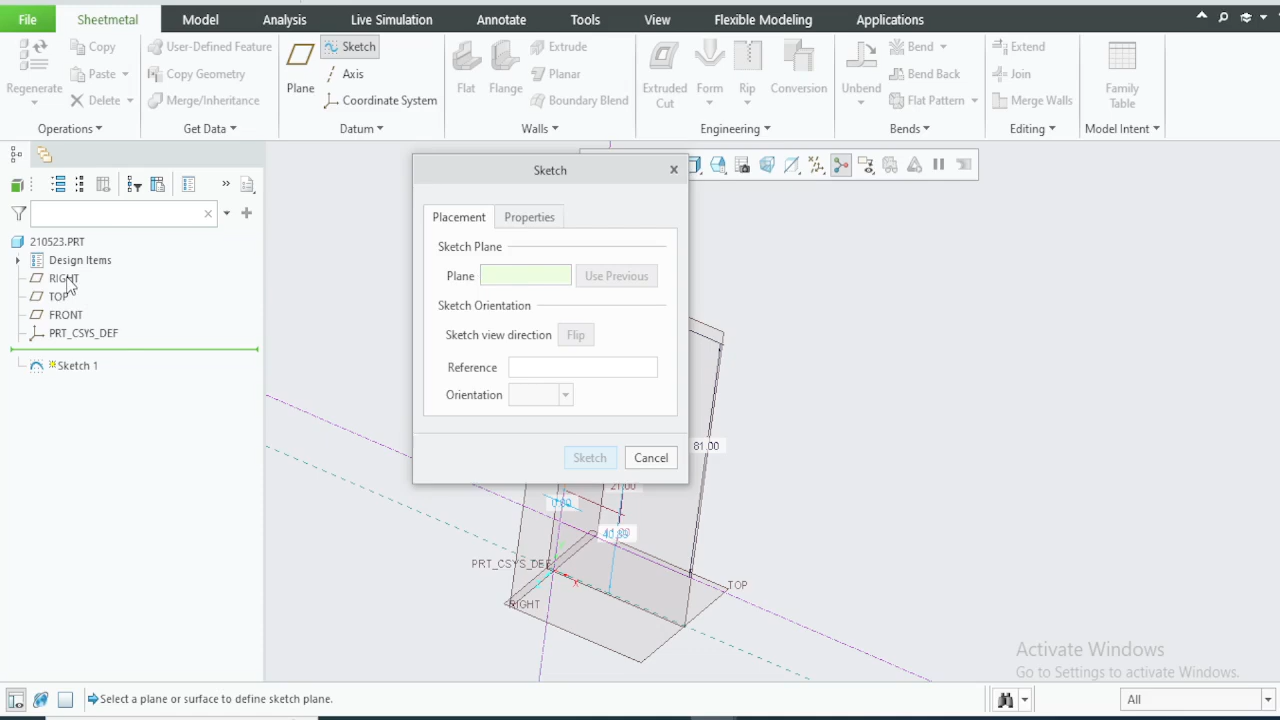 File
Sheetmetal
Model
Analysis
Live Simulation
Annotate
Tools
View
Flexible Modeling
Applications
Regenerate
Copy
Paste
Delete
Operations
User-Defined Feature
Copy Geometry
Merge/Inheritance
Get Data
Plane
Sketch
Axis
Coordinate System
Datum
Flat
Flange
Extrude
Planar
Boundary Blend
Walls
Extruded
Cut
Form
Rip
Conversion
Engineering
Unbend
Bend
Bend Back
Flat Pattern
Bends
Extend
Join
Merge Walls
Editing
Family
Table
Model Intent
210523.PRT
Design Items
RIGHT
TOP
FRONT
PRT_CSYS_DEF
Sketch 1
Sketch
Placement
Properties
Sketch Plane
Plane
Use Previous
Sketch Orientation
Sketch view direction
Flip
Reference
Orientation
Sketch
Cancel
81.00
21.00
PRT_CSYS_DEF
X
TOP
RIGHT
Activate Windows
Go to Settings to activate Windows.
Select a plane or surface to define sketch plane.
All